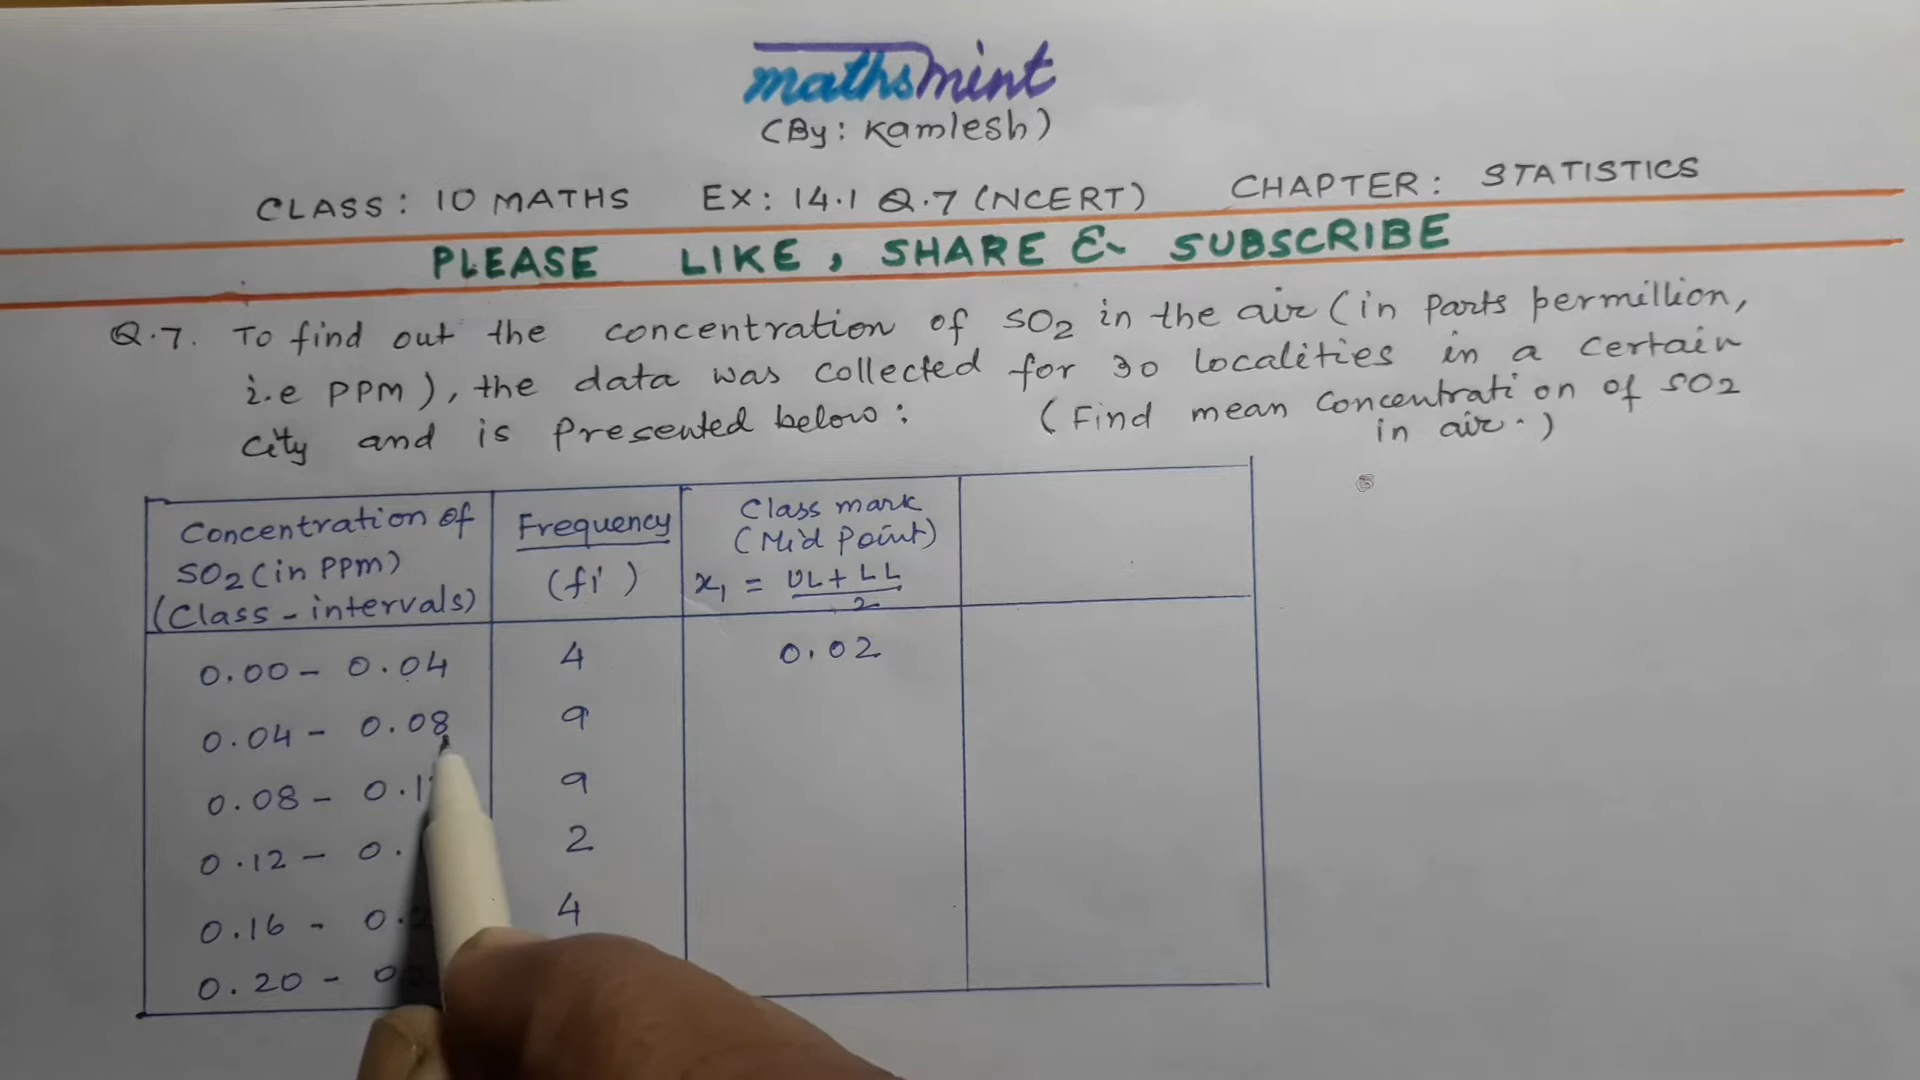 mathsmint
(By: Kamlesh)
CLASS: 10 MATHS EX: 14.1 Q.7 (NCERT) CHAPTER: STATISTICS
PLEASE LIKE, SHARE & SUBSCRIBE
Q.7. To find out the concentration of SO2 in the air (in parts permillion,
i.e PPM), the data was collected for 30 localities in a certain
city and is presented below: (Find mean concentration of SO2
in air.)
Concentration of
SO2 (in PPM)
(Class-intervals)
Frequency
(fi)
Class mark
(Mid Point)
x1 = UL+LL
2
0.00 - 0.04 4 0.02
0.04 - 0.08 9
0.08 - 9
0.12 - 2
0.16 - 4
0.20 -